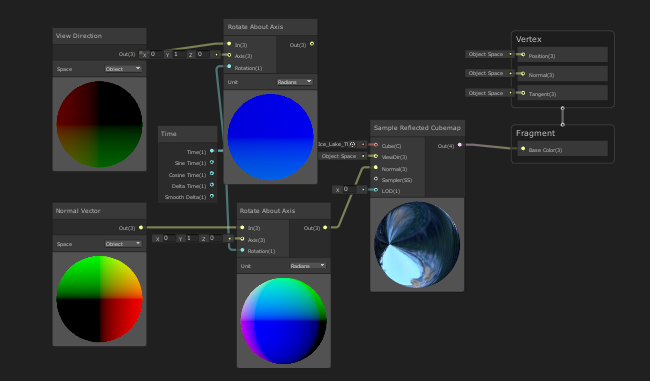 View Direction
Out(3)
Space Object
X 0 Y 1 Z 0
Rotate About Axis
In(3) Out(3)
Axis(3)
Rotation(1)
Unit Radians
Time
Time(1)
Sine Time(1)
Cosine Time(1)
Delta Time(1)
Smooth Delta(1)
Normal Vector
Out(3)
Space Object
X 0 Y 1 Z 0
Rotate About Axis
In(3) Out(3)
Axis(3)
Rotation(1)
Unit Radians
Sample Reflected Cubemap
Cube(C) Out(4)
Object Space ViewDir(3)
Normal(3)
Sampler(SS)
X 0 LOD(1)
Vertex
Object Space Position(3)
Object Space Normal(3)
Object Space Tangent(3)
Fragment
Base Color(3)